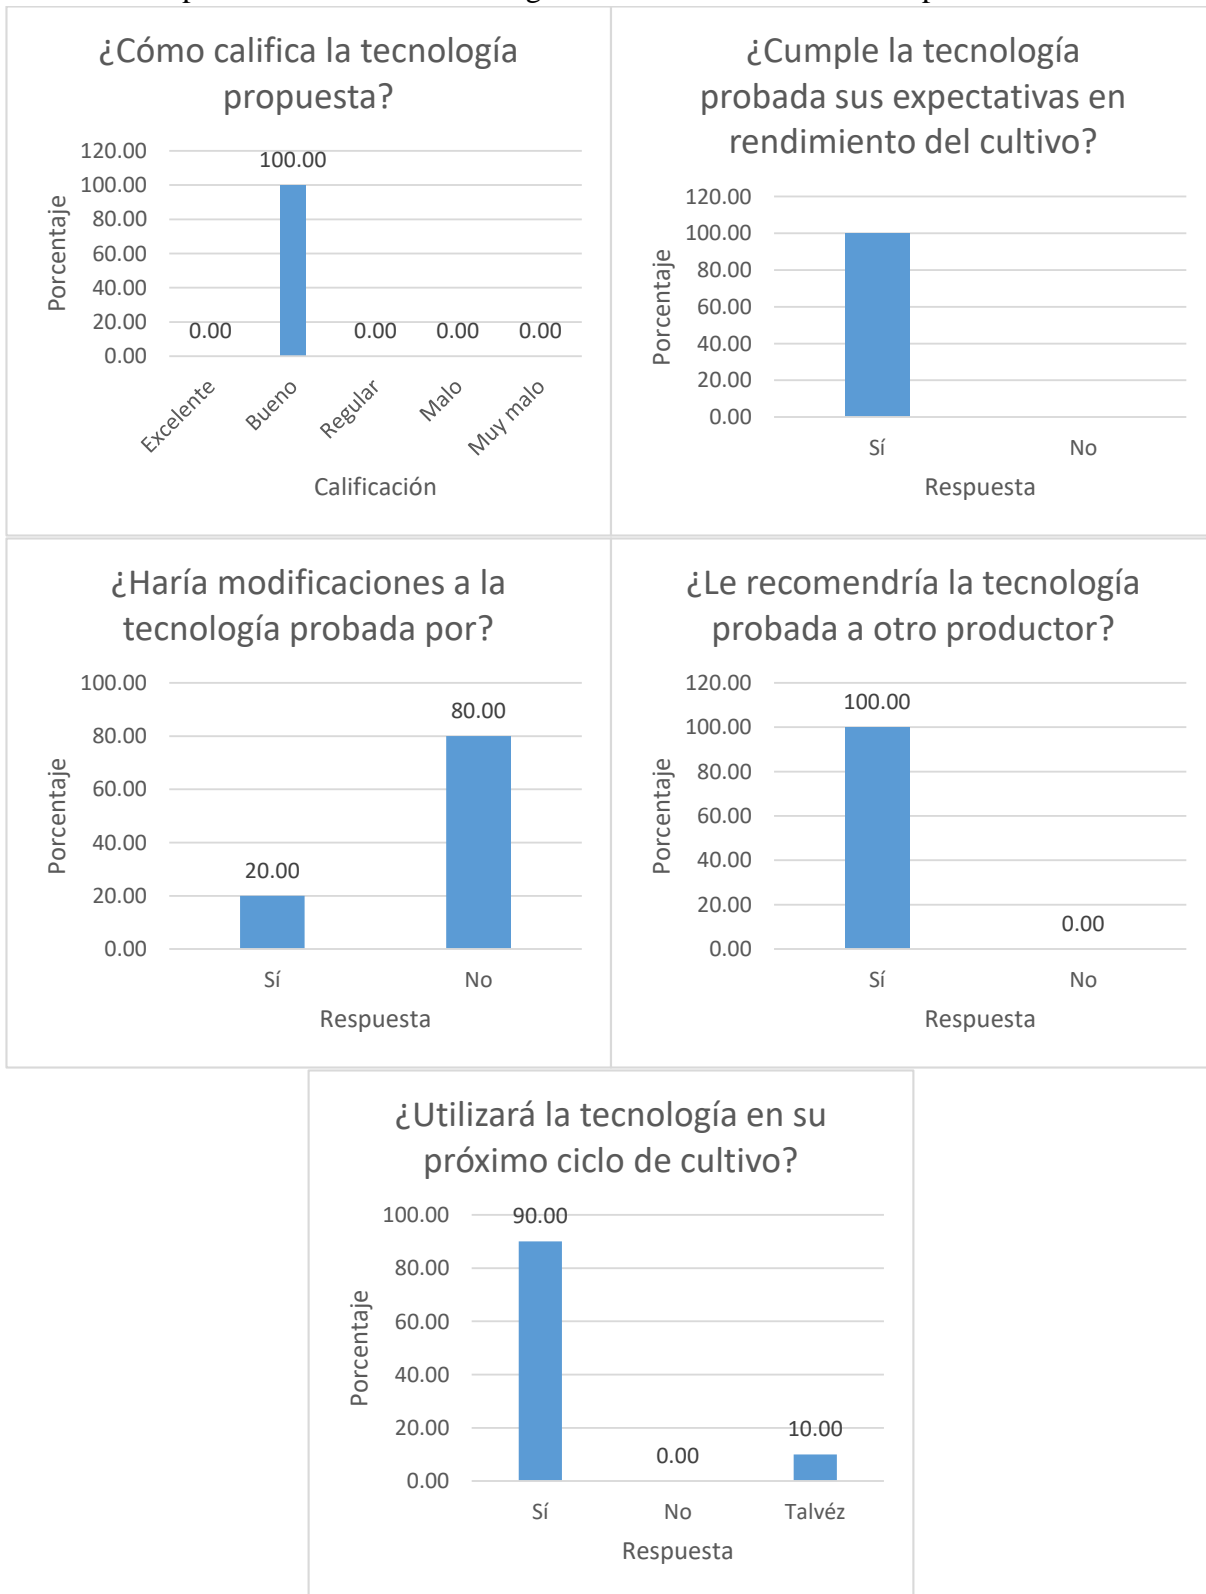 ¿Cómo califica la tecnología
propuesta?
120.00
100.00
80.00
60.00
40.00
20.00
0.00
Porcentaje
0.00
100.00
0.00
0.00
0.00
Excelente
Bueno
Regular
Malo
Muy malo
Calificación
¿Cumple la tecnología
probada sus expectativas en
rendimiento del cultivo?
120.00
100.00
80.00
60.00
40.00
20.00
0.00
Porcentaje
Sí
No
Respuesta
¿Haría modificaciones a la
tecnología probada por?
100.00
80.00
60.00
40.00
20.00
0.00
Porcentaje
20.00
80.00
Sí
No
Respuesta
¿Le recomendría la tecnología
probada a otro productor?
120.00
100.00
80.00
60.00
40.00
20.00
0.00
Porcentaje
100.00
0.00
Sí
No
Respuesta
¿Utilizará la tecnología en su
próximo ciclo de cultivo?
100.00
80.00
60.00
40.00
20.00
0.00
Porcentaje
90.00
0.00
10.00
Sí
No
Talvéz
Respuesta